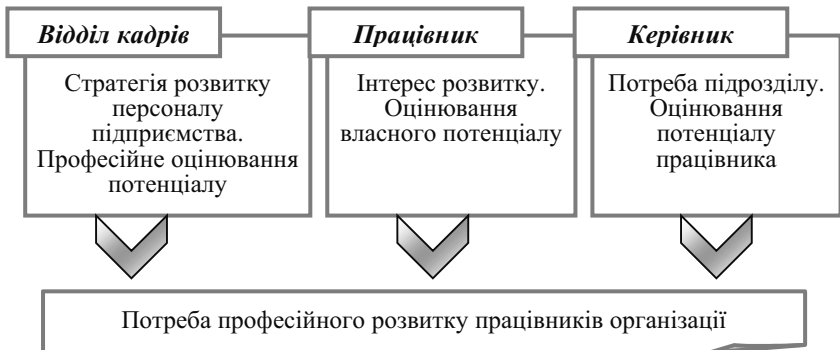 Відділ кадрів
Стратегія розвитку
персоналу
підприємства.
Професійне оцінювання
потенціалу
Працівник
Інтерес розвитку.
Оцінювання
власного потенціалу
Керівник
Потреба підрозділу.
Оцінювання
потенціалу
працівника
Потреба професійного розвитку працівників організації